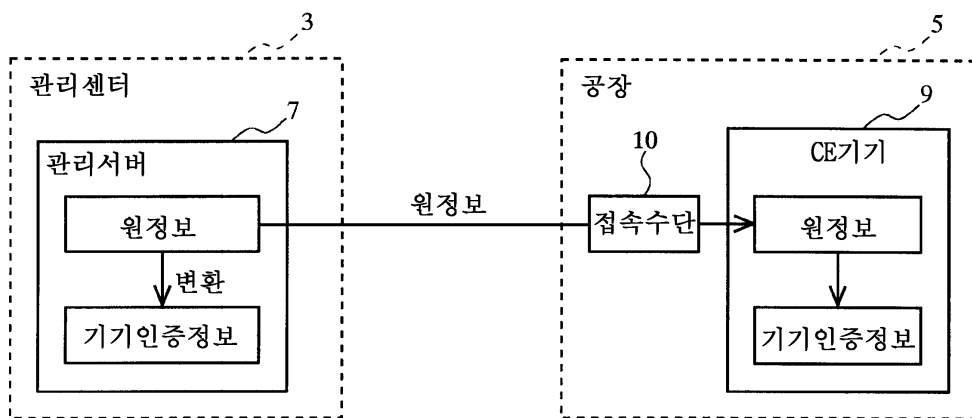 3
관리센터
7
관리서버
원정보
변환
기기인증정보
원정보
5
공장
10
접속수단
9
CE기기
원정보
기기인증정보